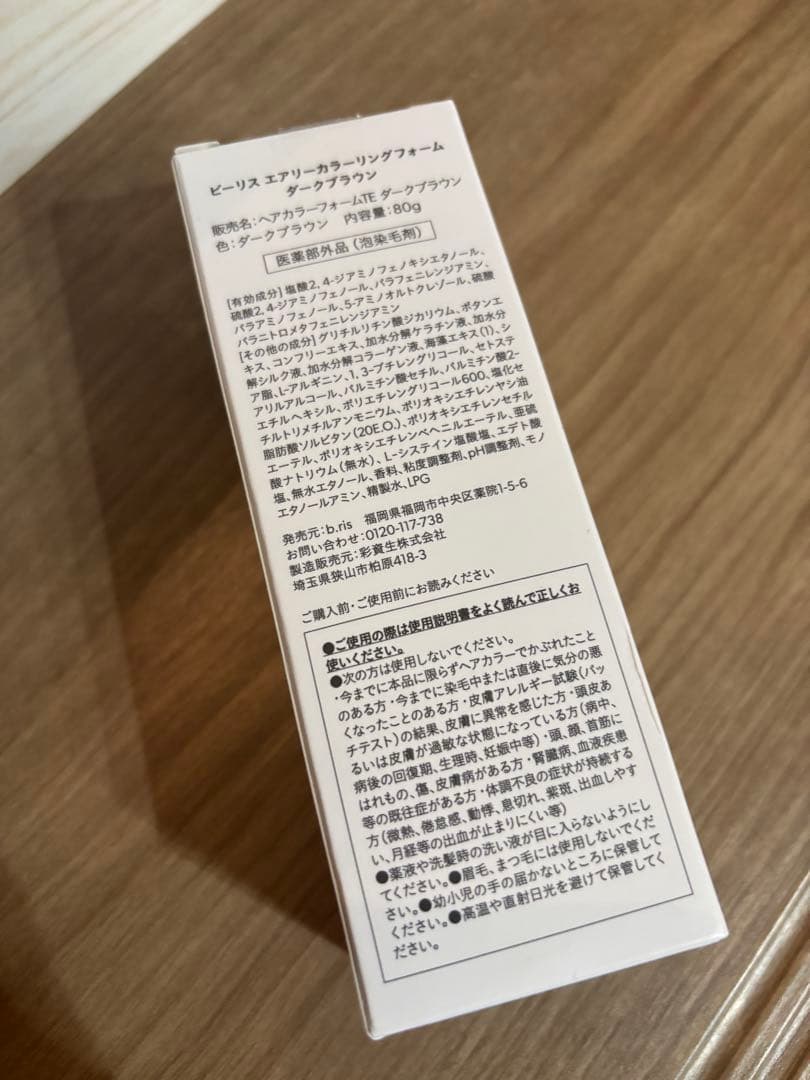 ビーリス エアリーカラーリングフォーム
ダークブラウン
販売名:ヘアカラーフォームTE ダークブラウン
色:ダークブラウン 内容量:80g
医薬部外品(泡染毛剤)
[有効成分]塩酸2,4-ジアミノフェノキシエタノール、
硫酸2,4-ジアミノフェノール、パラフェニレンジアミン、
パラアミノフェノール、5-アミノオルトクレゾール、硫酸
パラニトロメタフェニレンジアミン
[その他の成分]グリチルリチン酸ジカリウム、ボタンエ
キス、コンフリーエキス、加水分解ケラチン液、加水分
解シルク液、加水分解コラーゲン液、海藻エキス(1)、シ
ア脂、L-アルギニン、1,3-ブチレングリコール、セトステ
アリルアルコール、パルミチン酸セチル、パルミチン酸2-
エチルヘキシル、ポリエチレングリコール600、塩化セ
チルトリメチルアンモニウム、ポリオキシエチレンヤシ油
脂肪酸ソルビタン(20E.O.)、ポリオキシエチレンセチル
エーテル、ポリオキシエチレンベヘニルエーテル、亜硫
酸ナトリウム(無水)、L-システイン塩酸塩、エデト酸
塩、無水エタノール、香料、粘度調整剤、pH調整剤、モノ
エタノールアミン、精製水、LPG
発売元:b.ris 福岡県福岡市中央区薬院1-5-6
お問い合わせ:0120-117-738
製造販売元:彩資生株式会社
埼玉県狭山市柏原418-3
ご購入前・ご使用前にお読みください
●ご使用の際は使用説明書をよく読んで正しくお
使いください。
●次の方は使用しないでください。
・今までに本品に限らずヘアカラーでかぶれたこと
のある方・今までに染毛中または直後に気分の悪
くなったことのある方・皮膚アレルギー試験(パッ
チテスト)の結果、皮膚に異常を感じた方・頭皮あ
るいは皮膚が過敏な状態になっている方(病中、
病後の回復期、生理時、妊娠中等)・頭、顔、首筋に
はれもの、傷、皮膚病がある方・腎臓病、血液疾患
等の既往症がある方・体調不良の症状が持続する
方(微熱、倦怠感、動悸、息切れ、紫斑、出血しやす
い、月経等の出血が止まりにくい等)
●薬液や洗髪時の洗い液が目に入らないようにし
てください。●眉毛、まつ毛には使用しないでくだ
さい。●幼小児の手の届かないところに保管して
ください。●高温や直射日光を避けて保管してく
ださい。